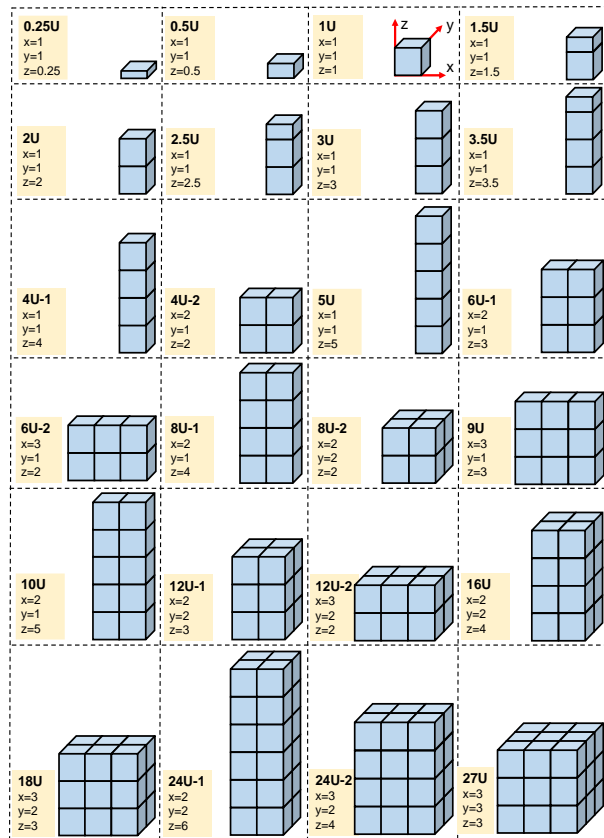 0.25U
x=1
y=1
z=0.25
0.5U
x=1
y=1
z=0.5
1U
x=1
y=1
z=1
z
y
x
1.5U
x=1
y=1
z=1.5
2U
x=1
y=1
z=2
2.5U
x=1
y=1
z=2.5
3U
x=1
y=1
z=3
3.5U
x=1
y=1
z=3.5
4U-1
x=1
y=1
z=4
4U-2
x=2
y=1
z=2
5U
x=1
y=1
z=5
6U-1
x=2
y=1
z=3
6U-2
x=3
y=1
z=2
8U-1
x=2
y=1
z=4
8U-2
x=2
y=2
z=2
9U
x=3
y=1
z=3
10U
x=2
y=1
z=5
12U-1
x=2
y=2
z=3
12U-2
x=3
y=2
z=2
16U
x=2
y=2
z=4
18U
x=3
y=2
z=3
24U-1
x=2
y=2
z=6
24U-2
x=3
y=2
z=4
27U
x=3
y=3
z=3